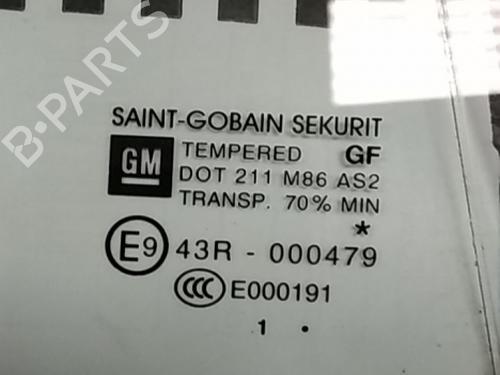 B-PARTS
SAINT-GOBAIN SEKURIT
GM TEMPERED GF
DOT 211 M86 AS2
TRANSP. 70% MIN
*
E9 43R - 000479
CCC E000191
1 .